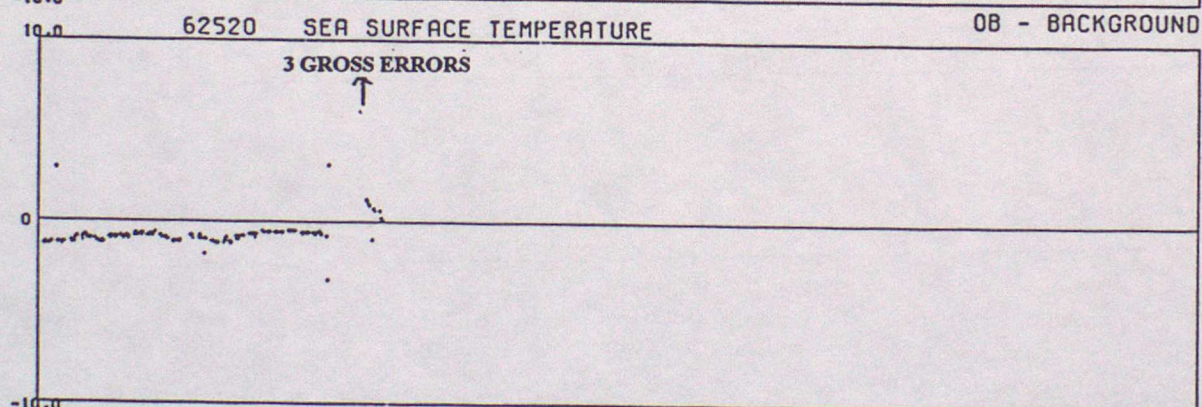 10.0 62520 SEA SURFACE TEMPERATURE OB - BACKGROUND
3 GROSS ERRORS
0
-10.0